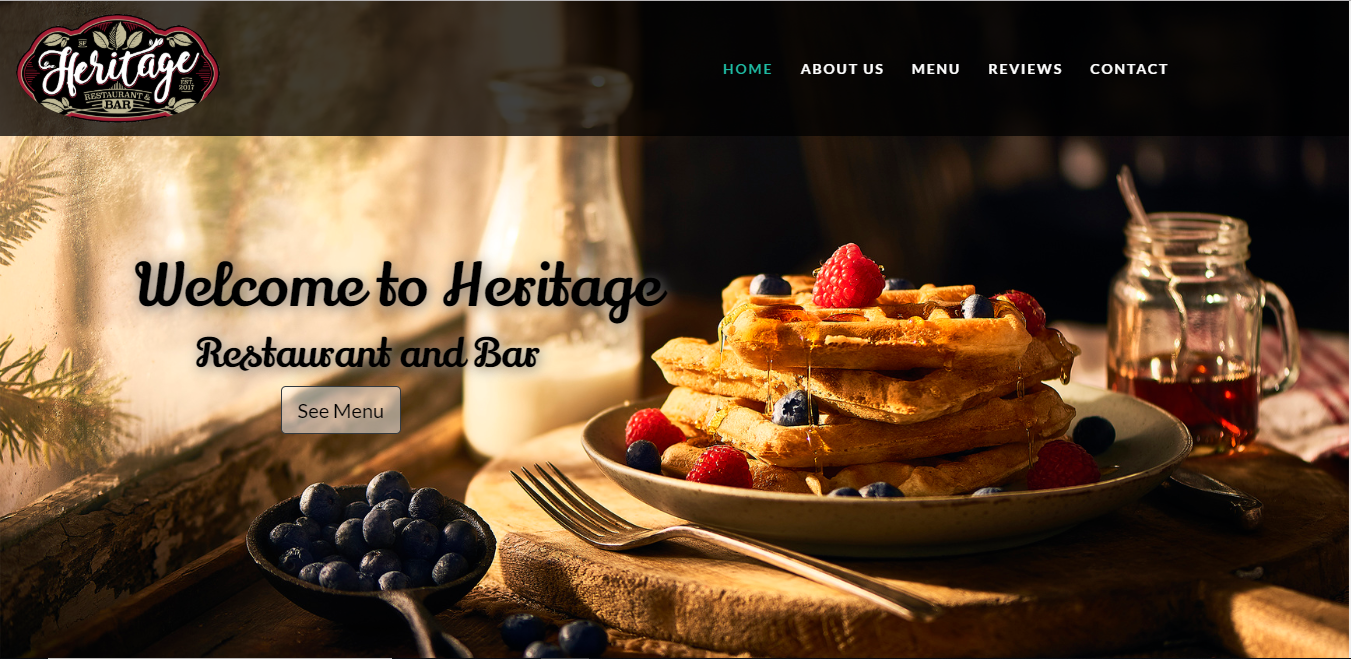 SF
Heritage
EST.
2017
RESTAURANT &
BAR
HOME ABOUT US MENU REVIEWS CONTACT
Welcome to Heritage
Restaurant and Bar
See Menu